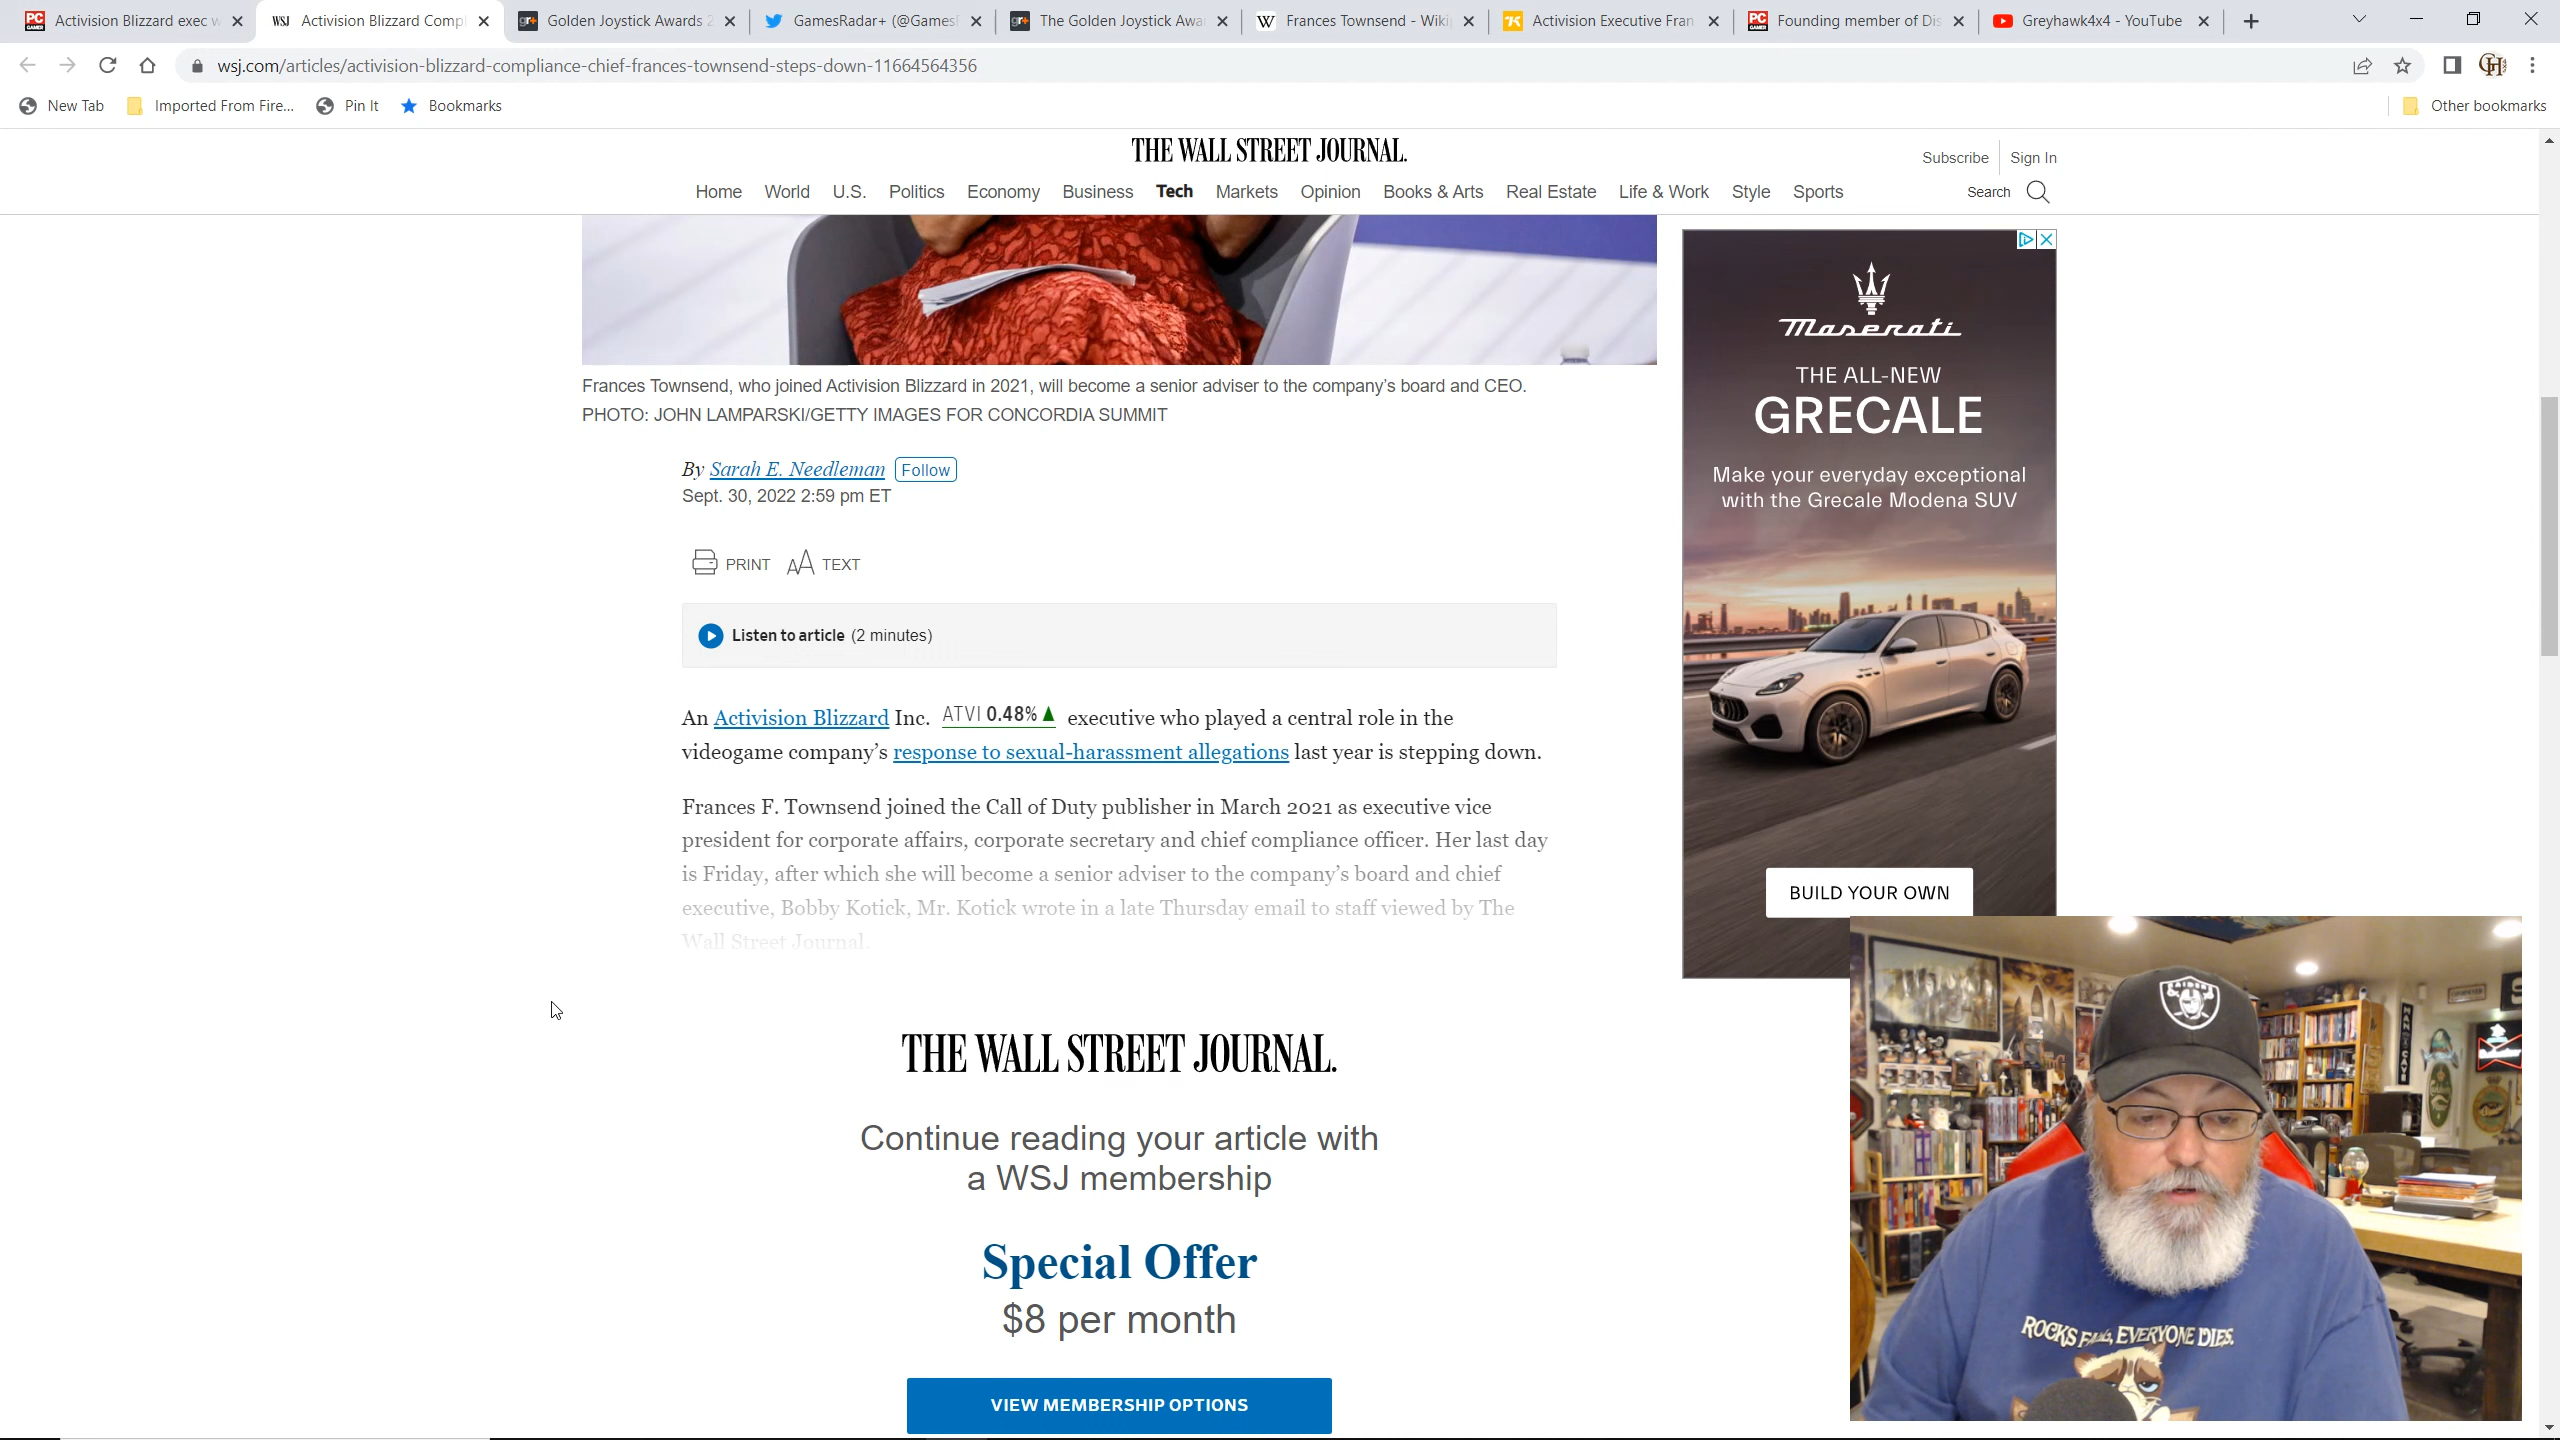 Activision Blizzard exec w
WSJ Activision Blizzard Compl
Golden Joystick Awards 2
GamesRadar+ (@Games
The Golden Joystick Awa
Frances Townsend - Wiki
Activision Executive Fran
Founding member of Dis
Greyhawk4x4 - YouTube
wsj.com/articles/activision-blizzard-compliance-chief-frances-townsend-steps-down-11664564356
New Tab Imported From Fire... Pin It Bookmarks Other bookmarks
THE WALL STREET JOURNAL.
Subscribe Sign In
Home World U.S. Politics Economy Business Tech Markets Opinion Books & Arts Real Estate Life & Work Style Sports Search
Frances Townsend, who joined Activision Blizzard in 2021, will become a senior adviser to the company's board and CEO.
PHOTO: JOHN LAMPARSKI/GETTY IMAGES FOR CONCORDIA SUMMIT
By Sarah E. Needleman Follow
Sept. 30, 2022 2:59 pm ET
PRINT AA TEXT
Listen to article (2 minutes)
An Activision Blizzard Inc. ATVI 0.48% ▲ executive who played a central role in the
videogame company's response to sexual-harassment allegations last year is stepping down.
Frances F. Townsend joined the Call of Duty publisher in March 2021 as executive vice
president for corporate affairs, corporate secretary and chief compliance officer. Her last day
is Friday, after which she will become a senior adviser to the company's board and chief
executive, Bobby Kotick, Mr. Kotick wrote in a late Thursday email to staff viewed by The
Wall Street Journal.
THE WALL STREET JOURNAL.
Continue reading your article with
a WSJ membership
Special Offer
$8 per month
VIEW MEMBERSHIP OPTIONS
Maserati
THE ALL-NEW
GRECALE
Make your everyday exceptional
with the Grecale Modena SUV
BUILD YOUR OWN
RAIDERS
MAN CAVE
ROCKS FALL, EVERYONE DIES.